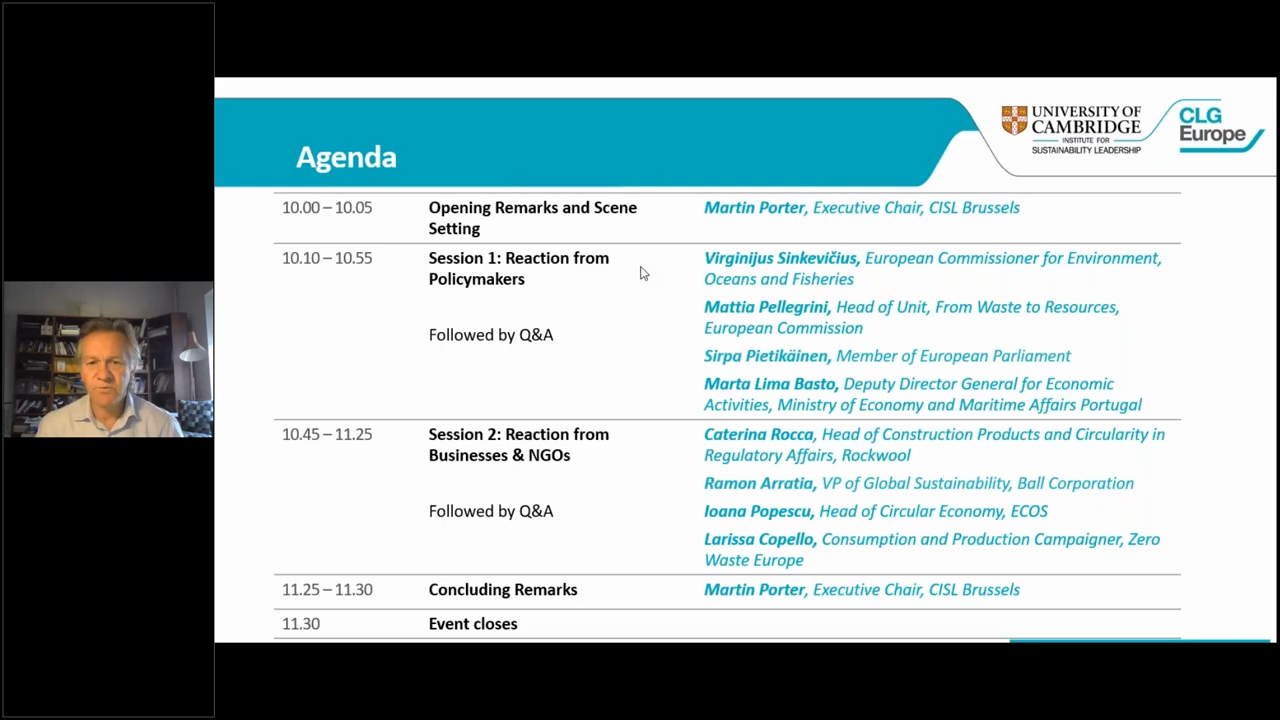 Agenda
UNIVERSITY OF
CAMBRIDGE
INSTITUTE FOR
SUSTAINABILITY LEADERSHIP
CLG
Europe
10.00 – 10.05
Opening Remarks and Scene
Setting
Martin Porter, Executive Chair, CISL Brussels
10.10 – 10.55
Session 1: Reaction from
Policymakers
Followed by Q&A
Virginijus Sinkevičius, European Commissioner for Environment,
Oceans and Fisheries
Mattia Pellegrini, Head of Unit, From Waste to Resources,
European Commission
Sirpa Pietikäinen, Member of European Parliament
Marta Lima Basto, Deputy Director General for Economic
Activities, Ministry of Economy and Maritime Affairs Portugal
10.45 – 11.25
Session 2: Reaction from
Businesses & NGOs
Followed by Q&A
Caterina Rocca, Head of Construction Products and Circularity in
Regulatory Affairs, Rockwool
Ramon Arratia, VP of Global Sustainability, Ball Corporation
Ioana Popescu, Head of Circular Economy, ECOS
Larissa Copello, Consumption and Production Campaigner, Zero
Waste Europe
11.25 – 11.30
Concluding Remarks
Martin Porter, Executive Chair, CISL Brussels
11.30
Event closes